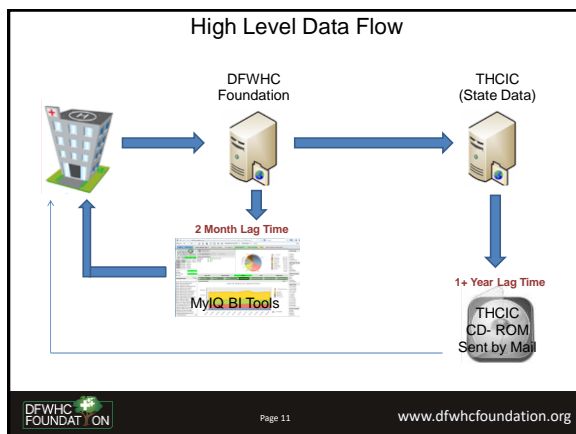 High Level Data Flow
DFWHC
Foundation
THCIC
(State Data)
2 Month Lag Time
MyIQ BI Tools
1+ Year Lag Time
THCIC
CD- ROM
Sent by Mail
DFWHC
FOUNDATION
Page 11
www.dfwhcfoundation.org